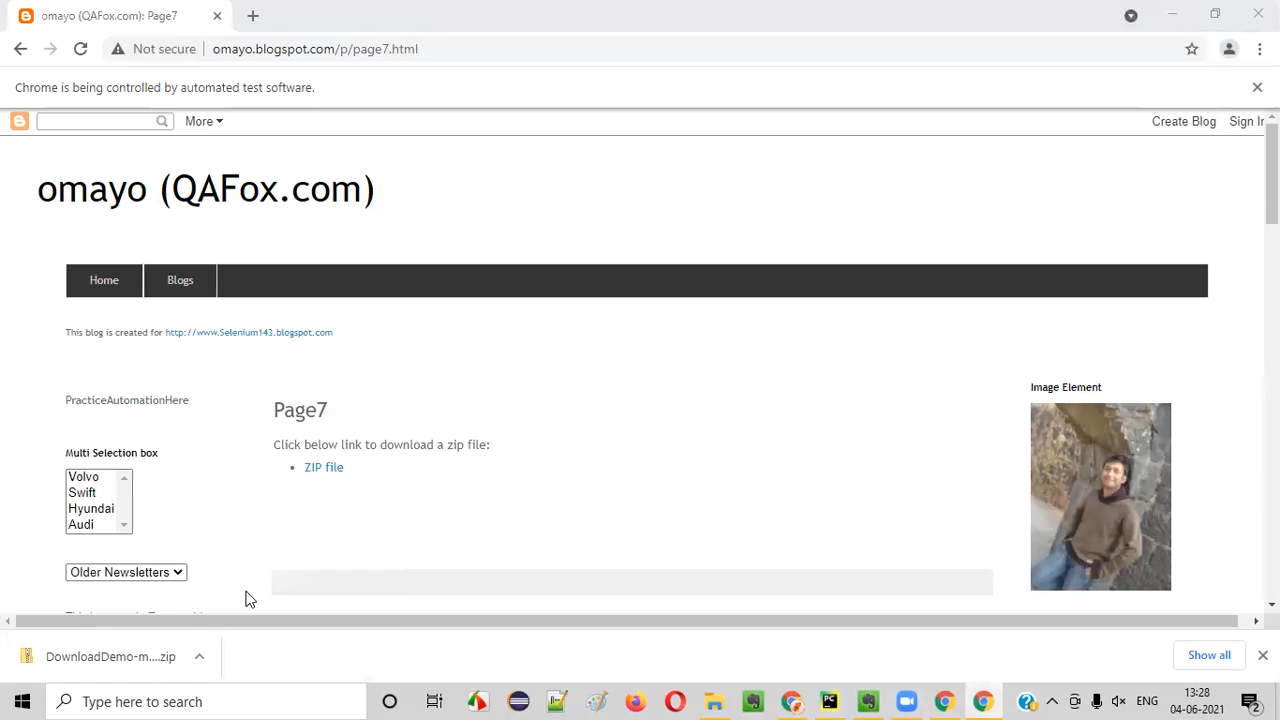 omayo (QAFox.com): Page7
Not secure
omayo.blogspot.com/p/page7.html
Chrome is being controlled by automated test software.
More
Create Blog
Sign In
omayo (QAFox.com)
Home
Blogs
This blog is created for http://www.Selenium143.blogspot.com
PracticeAutomationHere
Multi Selection box
Volvo
Swift
Hyundai
Audi
Older Newsletters
Page7
Click below link to download a zip file:
ZIP file
Image Element
DownloadDemo-m....zip
Show all
Type here to search
PC
ENG
13:28
04-06-2021
2